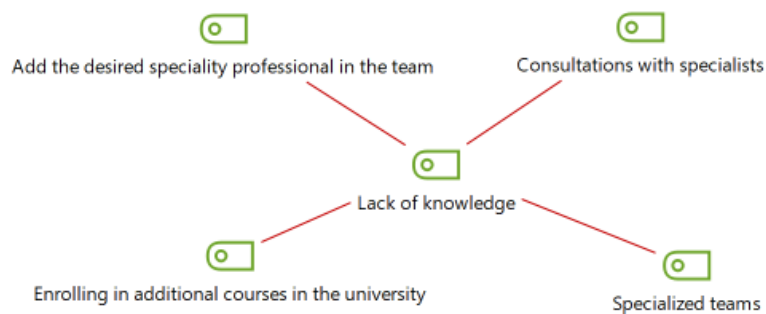 Add the desired speciality professional in the team
Consultations with specialists
Lack of knowledge
Enrolling in additional courses in the university
Specialized teams